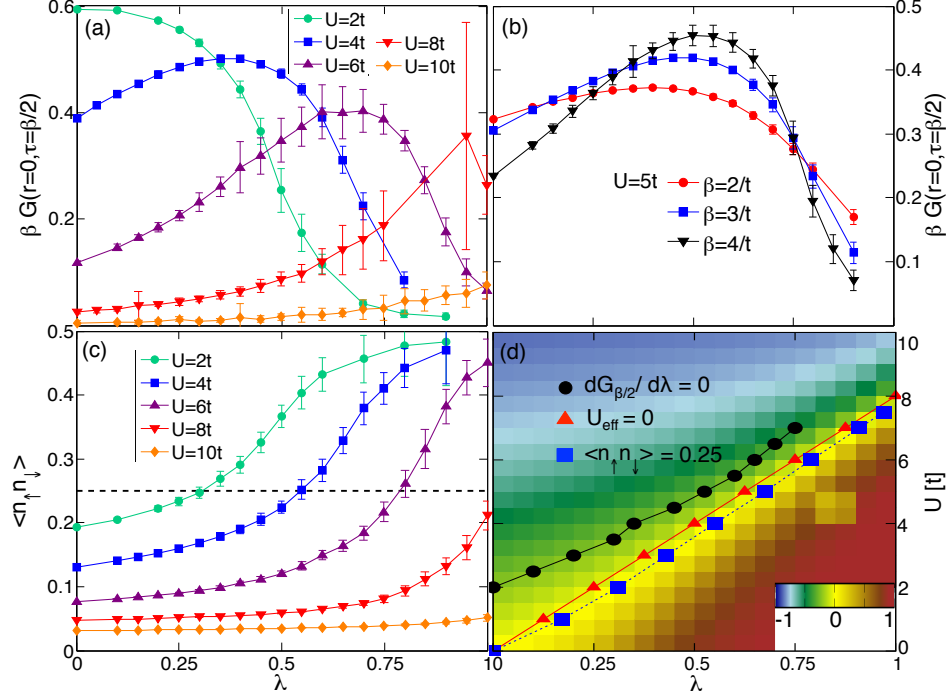 (a)
U=2t
U=4t
U=6t
U=8t
U=10t
0.6
0.4
0.2
β G(r=0,τ=β/2)
(b)
U=5t
β=2/t
β=3/t
β=4/t
0.5
0.4
0.3
0.2
0.1
β G(r=0,τ=β/2)
(c)
U=2t
U=4t
U=6t
U=8t
U=10t
0.5
0.4
0.3
0.2
0.1
0
<n↑ n↓>
0 0.25 0.5 0.75 1
λ
(d)
dGβ/2 / dλ = 0
Ueff = 0
<n↑ n↓> = 0.25
10
8
6
4
2
0
U [t]
-1 0 1
0 0.25 0.5 0.75 1
λ